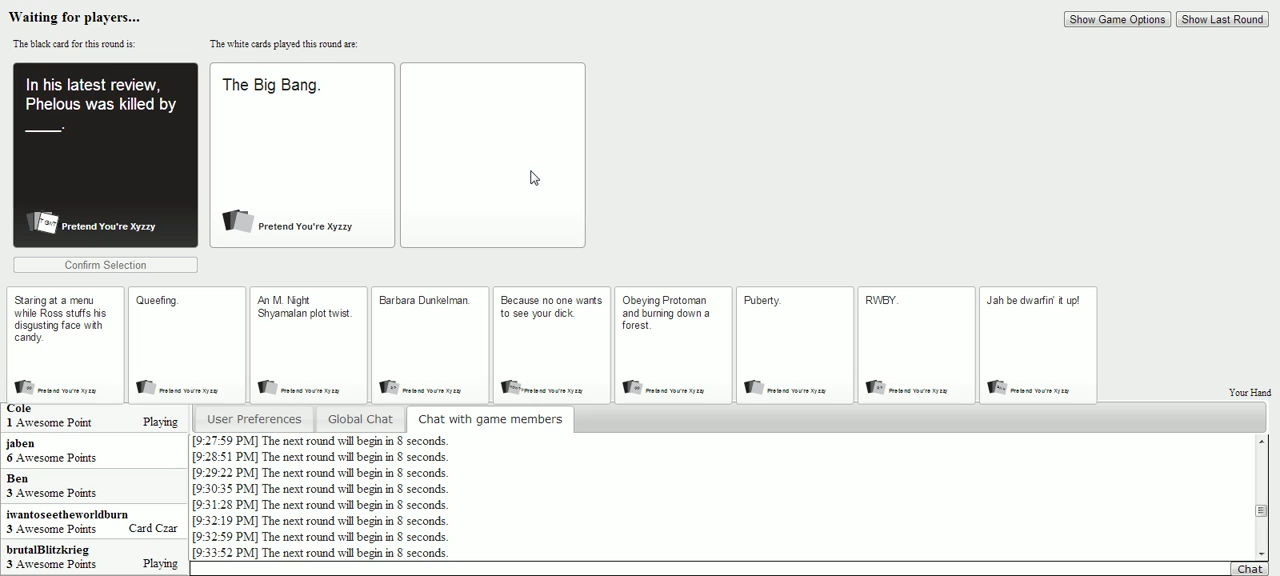 Waiting for players...
Show Game Options
Show Last Round
The black card for this round is:
The white cards played this round are:
In his latest review,
Phelous was killed by
____.
Pretend You're Xyzzy
The Big Bang.
Pretend You're Xyzzy
Confirm Selection
Staring at a menu
while Ross stuffs his
disgusting face with
candy.
Pretend You're Xyzzy
Queefing.
Pretend You're Xyzzy
An M. Night
Shyamalan plot twist.
Pretend You're Xyzzy
Barbara Dunkelman.
Pretend You're Xyzzy
Because no one wants
to see your dick.
Pretend You're Xyzzy
Obeying Protoman
and burning down a
forest.
Pretend You're Xyzzy
Puberty.
Pretend You're Xyzzy
RWBY.
Pretend You're Xyzzy
Jah be dwarfin' it up!
Pretend You're Xyzzy
Your Hand
Cole
1 Awesome Point
Playing
jaben
6 Awesome Points
Ben
3 Awesome Points
iwantoseetheworldburn
3 Awesome Points
Card Czar
brutalBlitzkrieg
3 Awesome Points
Playing
User Preferences
Global Chat
Chat with game members
[9:27:59 PM] The next round will begin in 8 seconds.
[9:28:51 PM] The next round will begin in 8 seconds.
[9:29:22 PM] The next round will begin in 8 seconds.
[9:30:35 PM] The next round will begin in 8 seconds.
[9:31:28 PM] The next round will begin in 8 seconds.
[9:32:19 PM] The next round will begin in 8 seconds.
[9:32:59 PM] The next round will begin in 8 seconds.
[9:33:52 PM] The next round will begin in 8 seconds.
Chat